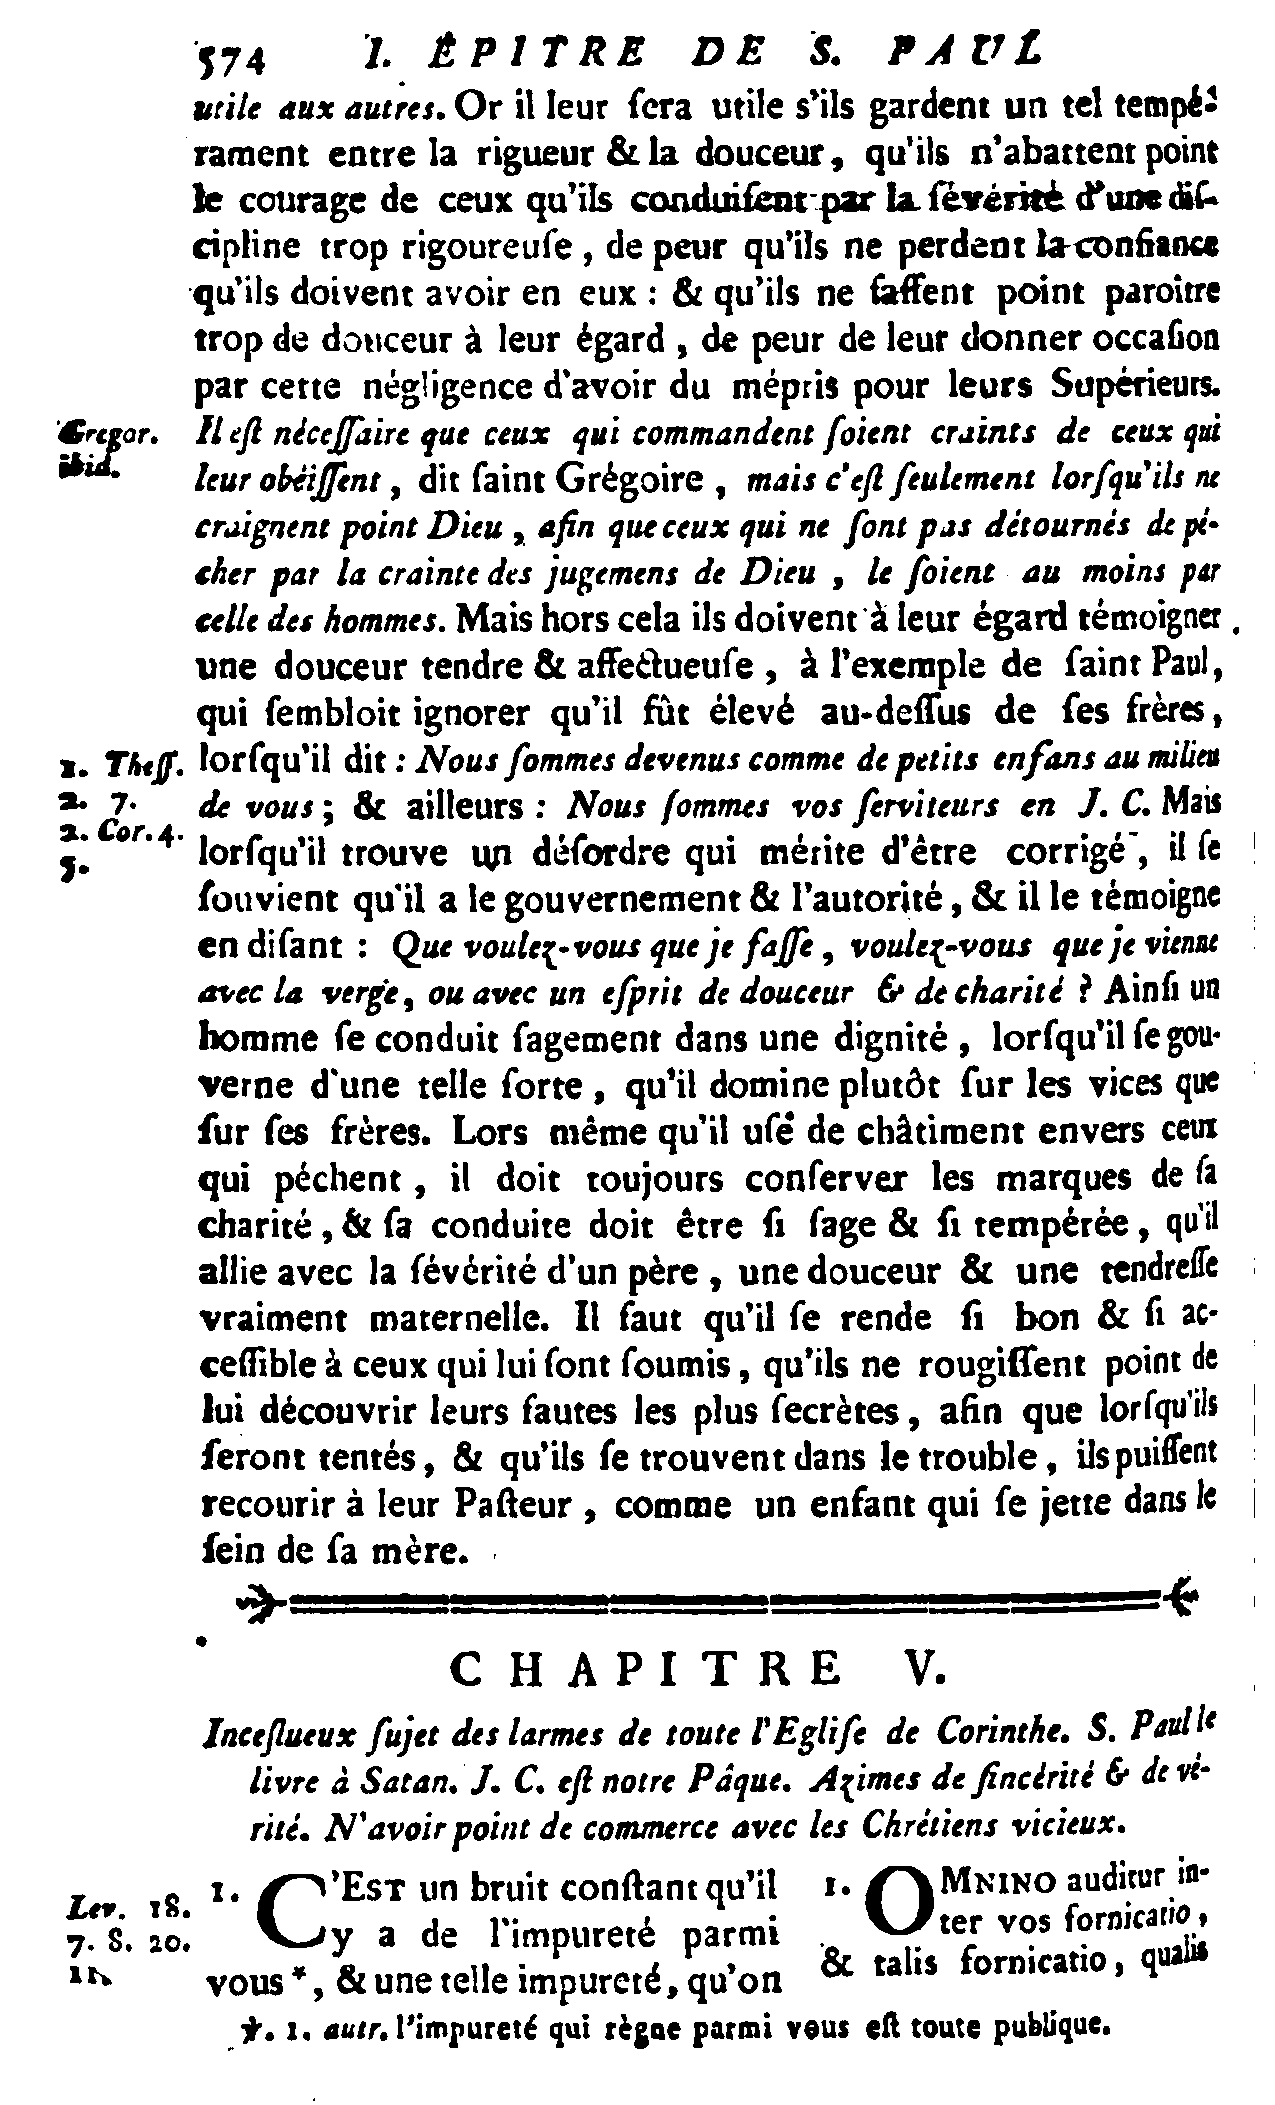 574 I. ÉPITRE DE S. PAUL
utile aux autres. Or il leur ſera utile s'ils gardent un tel tempé-
rament entre la rigueur & la douceur, qu'ils n'abattent point
le courage de ceux qu'ils conduiſent par la ſévérité d'une diſ-
cipline trop rigoureuſe, de peur qu'ils ne perdent la confiance
qu'ils doivent avoir en eux : & qu'ils ne faſſent point paroître
trop de douceur à leur égard, de peur de leur donner occaſion
par cette négligence d'avoir du mépris pour leurs Supérieurs.
Gregor.
ibid.
Il eſt néceſſaire que ceux qui commandent ſoient craints de ceux qui
leur obéiſſent, dit ſaint Grégoire, mais c'eſt ſeulement lorſqu'ils ne
craignent point Dieu, afin que ceux qui ne ſont pas détournés de pé-
cher par la crainte des jugemens de Dieu, le ſoient au moins par
celle des hommes. Mais hors cela ils doivent à leur égard témoigner
une douceur tendre & affectueuſe, à l'exemple de ſaint Paul,
qui ſembloit ignorer qu'il fût élevé au-deſſus de ſes frères,
1. Theſſ.
2. 7.
2. Cor. 4.
5.
lorſqu'il dit : Nous ſommes devenus comme de petits enfans au milieu
de vous ; & ailleurs : Nous ſommes vos ſerviteurs en J. C. Mais
lorſqu'il trouve un déſordre qui mérite d'être corrigé, il ſe
ſouvient qu'il a le gouvernement & l'autorité, & il le témoigne
en diſant : Que voulez-vous que je faſſe, voulez-vous que je vienne
avec la verge, ou avec un eſprit de douceur & de charité ? Ainſi un
homme ſe conduit ſagement dans une dignité, lorſqu'il ſe gou-
verne d'une telle ſorte, qu'il domine plutôt ſur les vices que
ſur ſes frères. Lors même qu'il uſe de châtiment envers ceux
qui péchent, il doit toujours conſerver les marques de ſa
charité, & ſa conduite doit être ſi ſage & ſi tempérée, qu'il
allie avec la ſévérité d'un père, une douceur & une tendreſſe
vraiment maternelle. Il faut qu'il ſe rende ſi bon & ſi ac-
ceſſible à ceux qui lui ſont ſoumis, qu'ils ne rougiſſent point de
lui découvrir leurs fautes les plus ſecrètes, afin que lorſqu'ils
ſeront tentés, & qu'ils ſe trouvent dans le trouble, ils puiſſent
recourir à leur Paſteur, comme un enfant qui ſe jette dans le
ſein de ſa mère.
CHAPITRE V.
Inceſtueux ſujet des larmes de toute l'Egliſe de Corinthe. S. Paul le
livre à Satan. J. C. eſt notre Pâque. Azimes de ſincérité & de vé-
rité. N'avoir point de commerce avec les Chrétiens vicieux.
Lev. 18.
7. 8. 20.
11.
1. C'EST un bruit conſtant qu'il
y a de l'impureté parmi
vous *, & une telle impureté, qu'on
1. OMNINO auditur in-
ter vos fornicatio,
& talis fornicatio, qualis
℣. 1. autr. l'impureté qui règne parmi vous eſt toute publique.